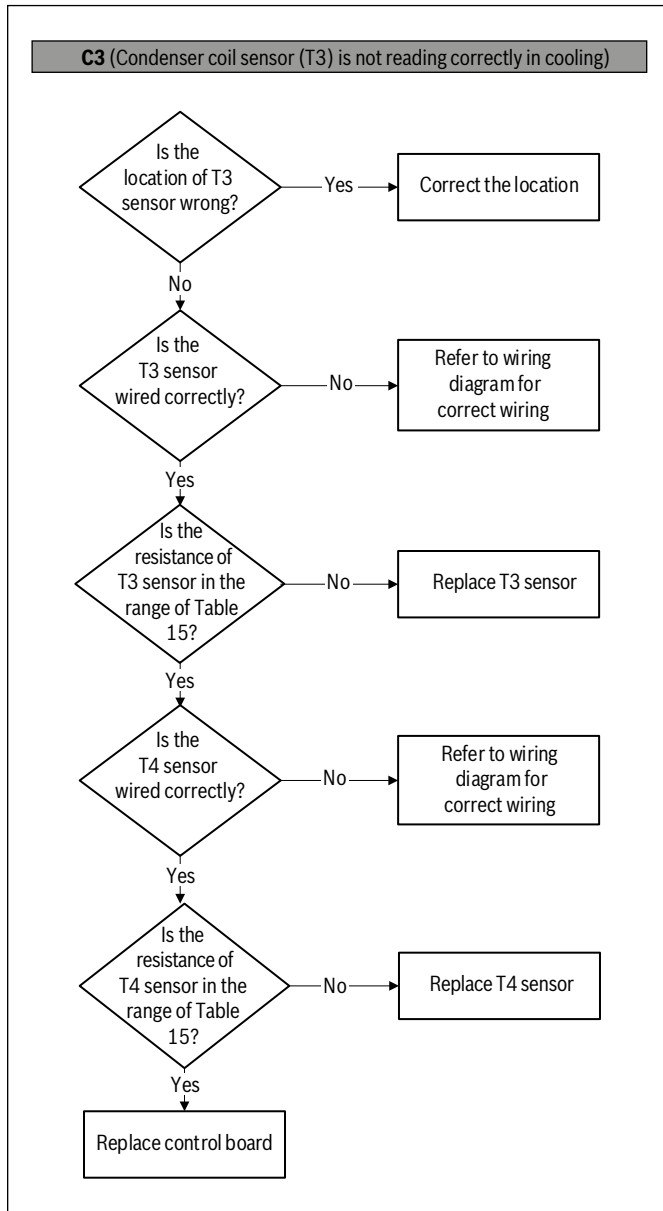 C3 (Condenser coil sensor (T3) is not reading correctly in cooling)
Is the
location of T3
sensor wrong?
Yes
Correct the location
No
Is the
T3 sensor
wired correctly?
No
Refer to wiring
diagram for
correct wiring
Yes
Is the
resistance of
T3 sensor in the
range of Table
15?
No
Replace T3 sensor
Yes
Is the
T4 sensor
wired correctly?
No
Refer to wiring
diagram for
correct wiring
Yes
Is the
resistance of
T4 sensor in the
range of Table
15?
No
Replace T4 sensor
Yes
Replace control board